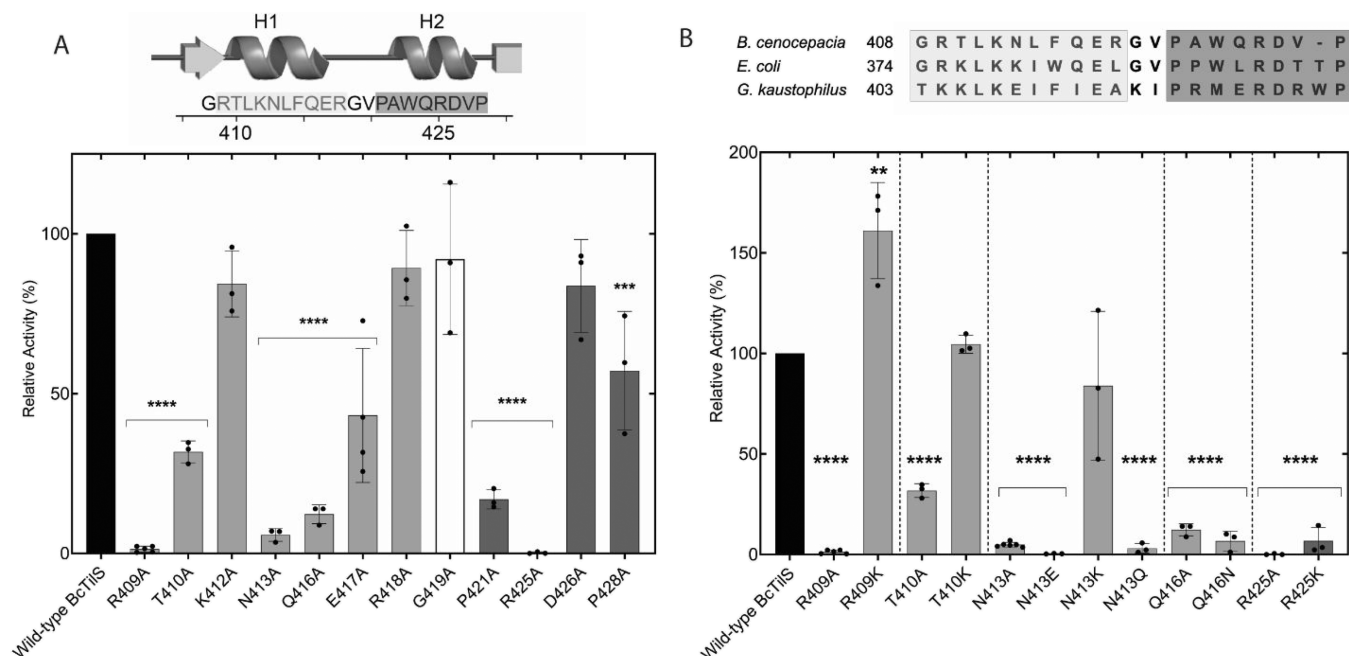 A
H1 H2
GRTLKNLFQERGVPAWQRDVP
410 425
Relative Activity (%)
100
50
0
****
****
****
***
Wild-type BcTilS
R409A
T410A
K412A
N413A
Q416A
E417A
R418A
G419A
P421A
R425A
D426A
P428A
B
B. cenocepacia 408 G R T L K N L F Q E R G V P A W Q R D V - P
E. coli 374 G R K L K K I W Q E L G V P P W L R D T T P
G. kaustophilus 403 T K K L K E I F I E A K I P R M E R D R W P
Relative Activity (%)
200
150
100
50
0
****
**
****
****
****
****
****
Wild-type BcTilS
R409A
R409K
T410A
T410K
N413A
N413E
N413K
N413Q
Q416A
Q416N
R425A
R425K